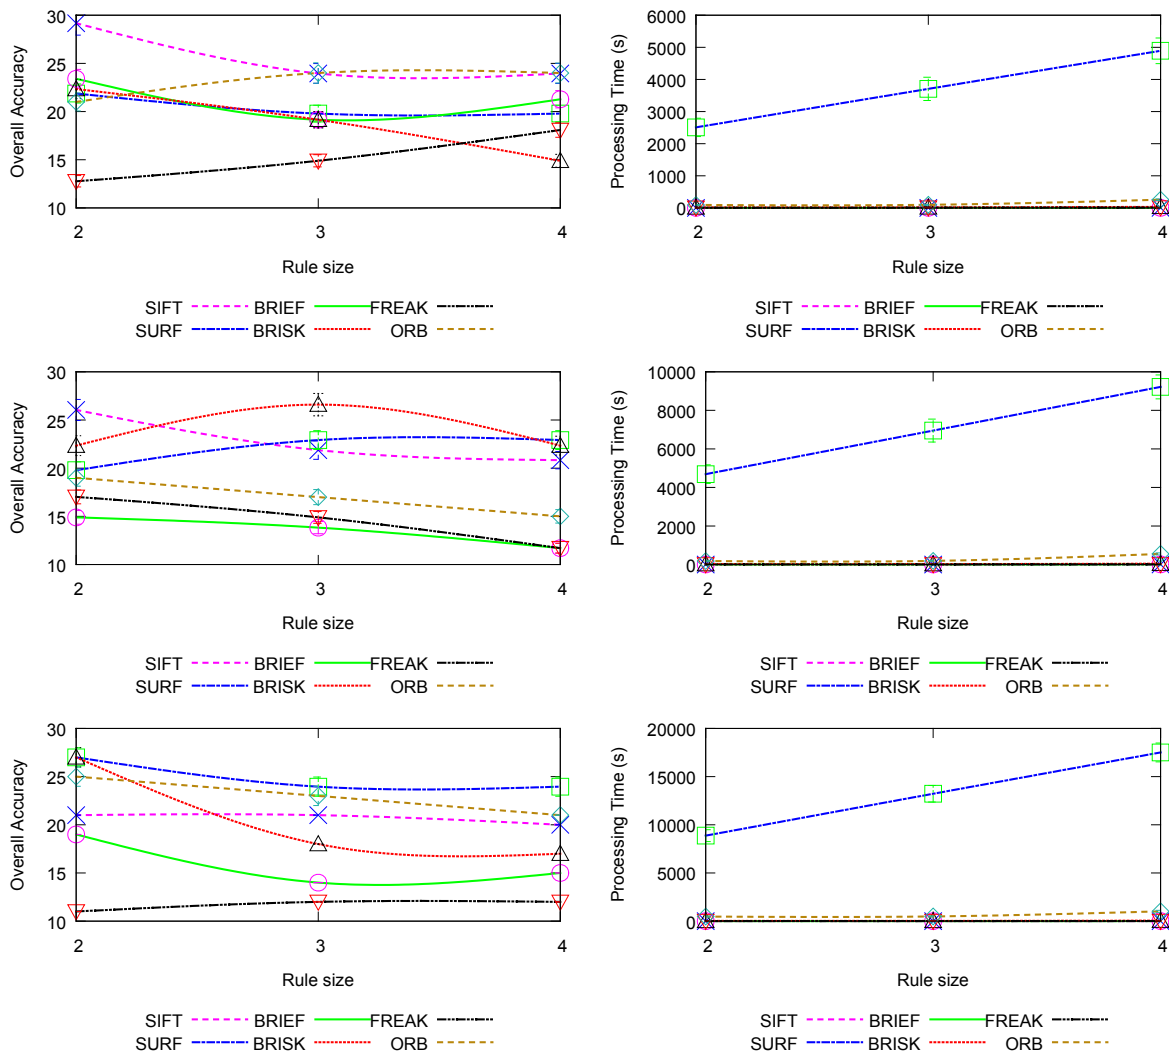 30
25
20
15
10
Overall Accuracy
2 3 4
Rule size
SIFT BRIEF FREAK
SURF BRISK ORB
6000
5000
4000
3000
2000
1000
0
Processing Time (s)
2 3 4
Rule size
SIFT BRIEF FREAK
SURF BRISK ORB
30
25
20
15
10
Overall Accuracy
2 3 4
Rule size
SIFT BRIEF FREAK
SURF BRISK ORB
10000
8000
6000
4000
2000
0
Processing Time (s)
2 3 4
Rule size
SIFT BRIEF FREAK
SURF BRISK ORB
30
25
20
15
10
Overall Accuracy
2 3 4
Rule size
SIFT BRIEF FREAK
SURF BRISK ORB
20000
15000
10000
5000
0
Processing Time (s)
2 3 4
Rule size
SIFT BRIEF FREAK
SURF BRISK ORB